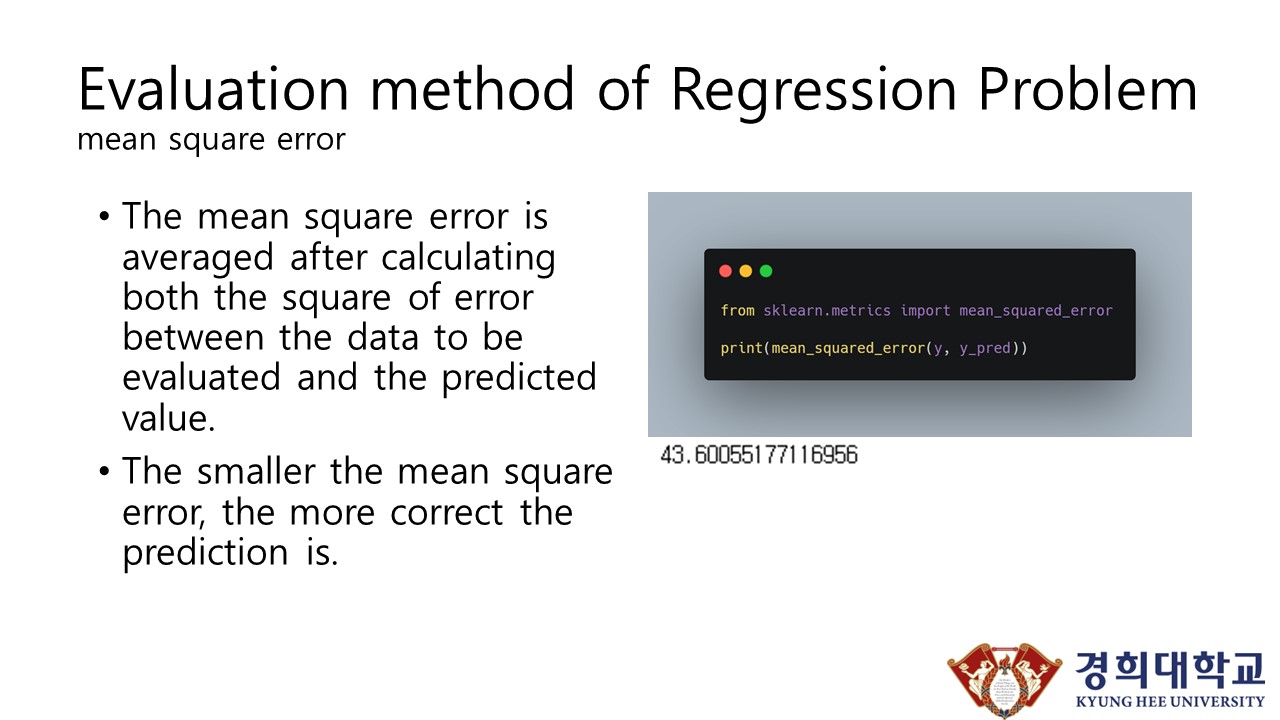 Evaluation method of Regression Problem
mean square error
• The mean square error is
averaged after calculating
both the square of error
between the data to be
evaluated and the predicted
value.
• The smaller the mean square
error, the more correct the
prediction is.
from sklearn.metrics import mean_squared_error
print(mean_squared_error(y, y_pred))
43.60055177116956
경희대학교
KYUNG HEE UNIVERSITY